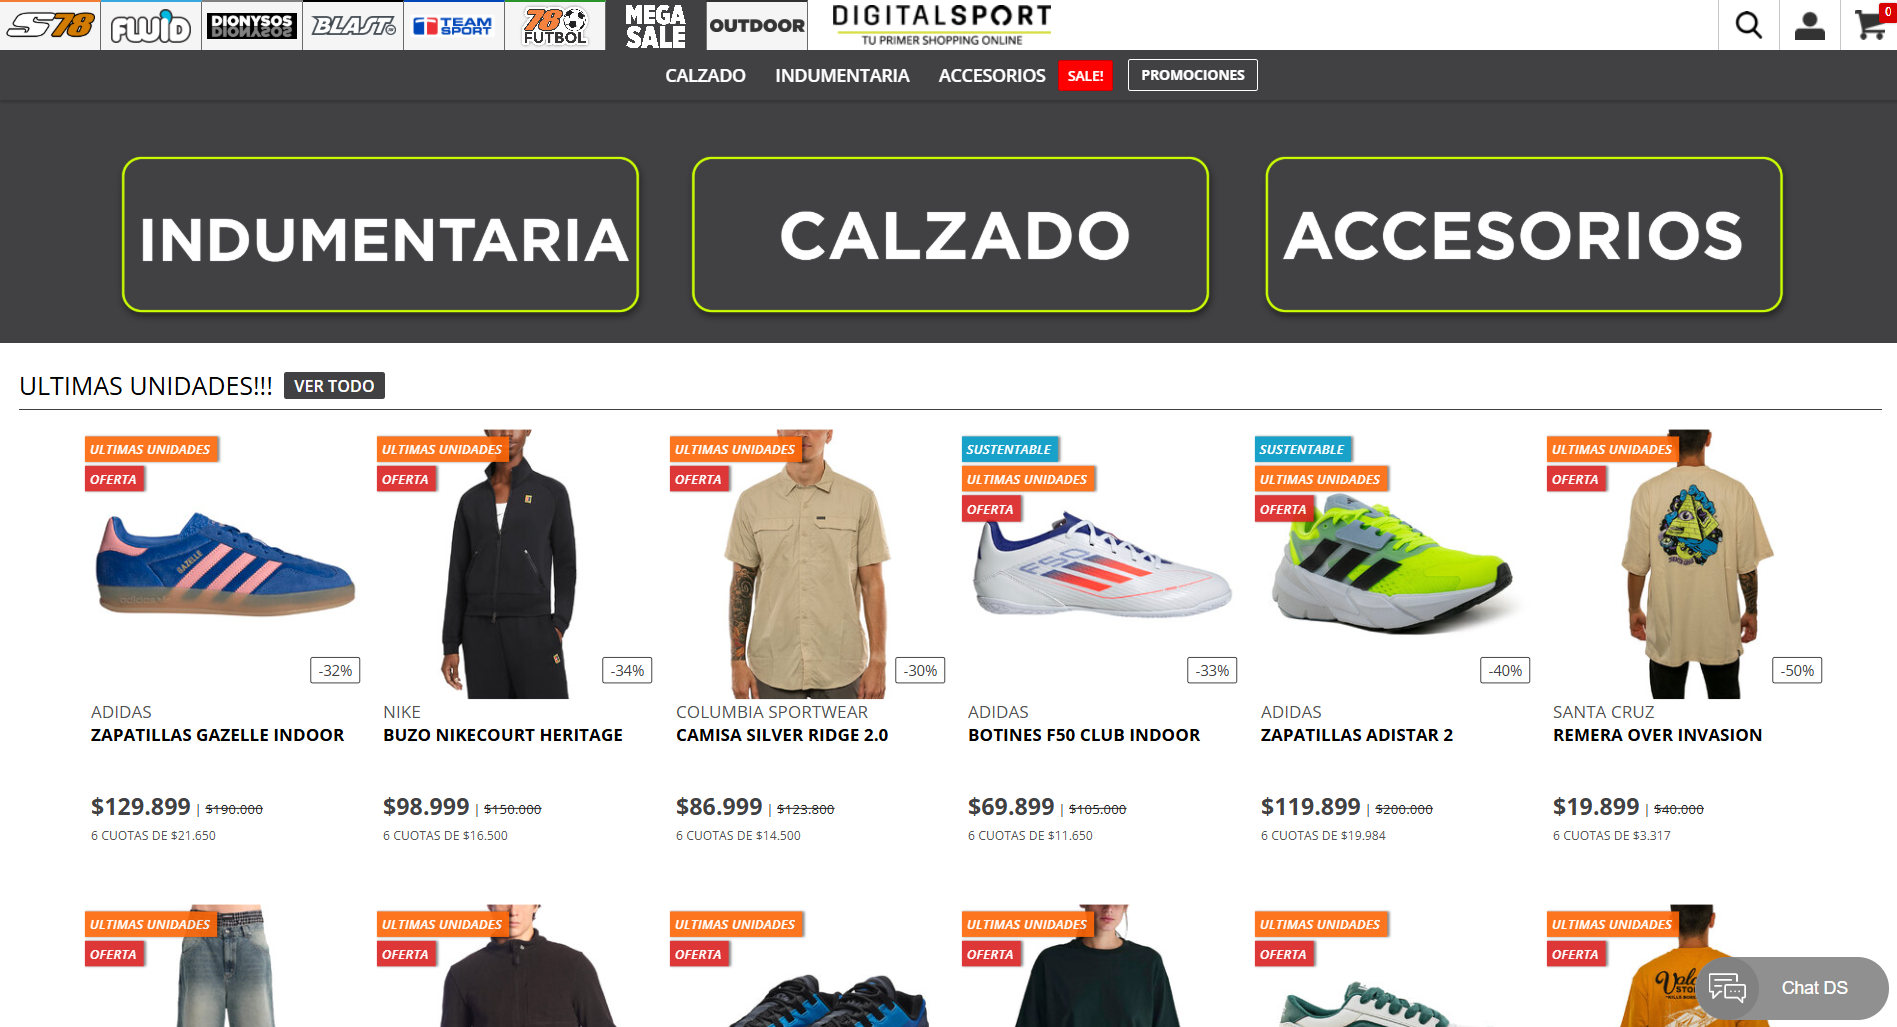 S78
FWID
DIONYSOS
BLAST
TEAM SPORT
78 FUTBOL
MEGA SALE
OUTDOOR
DIGITALSPORT
TU PRIMER SHOPPING ONLINE
0
CALZADO INDUMENTARIA ACCESORIOS SALE! PROMOCIONES
INDUMENTARIA CALZADO ACCESORIOS
ULTIMAS UNIDADES!!! VER TODO
ULTIMAS UNIDADES
OFERTA
GAZELLE
-32%
ADIDAS
ZAPATILLAS GAZELLE INDOOR
$129.899 | $190.000
6 CUOTAS DE $21.650
ULTIMAS UNIDADES
OFERTA
-34%
NIKE
BUZO NIKECOURT HERITAGE
$98.999 | $150.000
6 CUOTAS DE $16.500
ULTIMAS UNIDADES
OFERTA
-30%
COLUMBIA SPORTWEAR
CAMISA SILVER RIDGE 2.0
$86.999 | $123.800
6 CUOTAS DE $14.500
SUSTENTABLE
ULTIMAS UNIDADES
OFERTA
F50
-33%
ADIDAS
BOTINES F50 CLUB INDOOR
$69.899 | $105.000
6 CUOTAS DE $11.650
SUSTENTABLE
ULTIMAS UNIDADES
OFERTA
-40%
ADIDAS
ZAPATILLAS ADISTAR 2
$119.899 | $200.000
6 CUOTAS DE $19.984
ULTIMAS UNIDADES
OFERTA
-50%
SANTA CRUZ
REMERA OVER INVASION
$19.899 | $40.000
6 CUOTAS DE $3.317
ULTIMAS UNIDADES
OFERTA
ULTIMAS UNIDADES
OFERTA
ULTIMAS UNIDADES
OFERTA
ULTIMAS UNIDADES
OFERTA
ULTIMAS UNIDADES
OFERTA
ULTIMAS UNIDADES
OFERTA
Chat DS